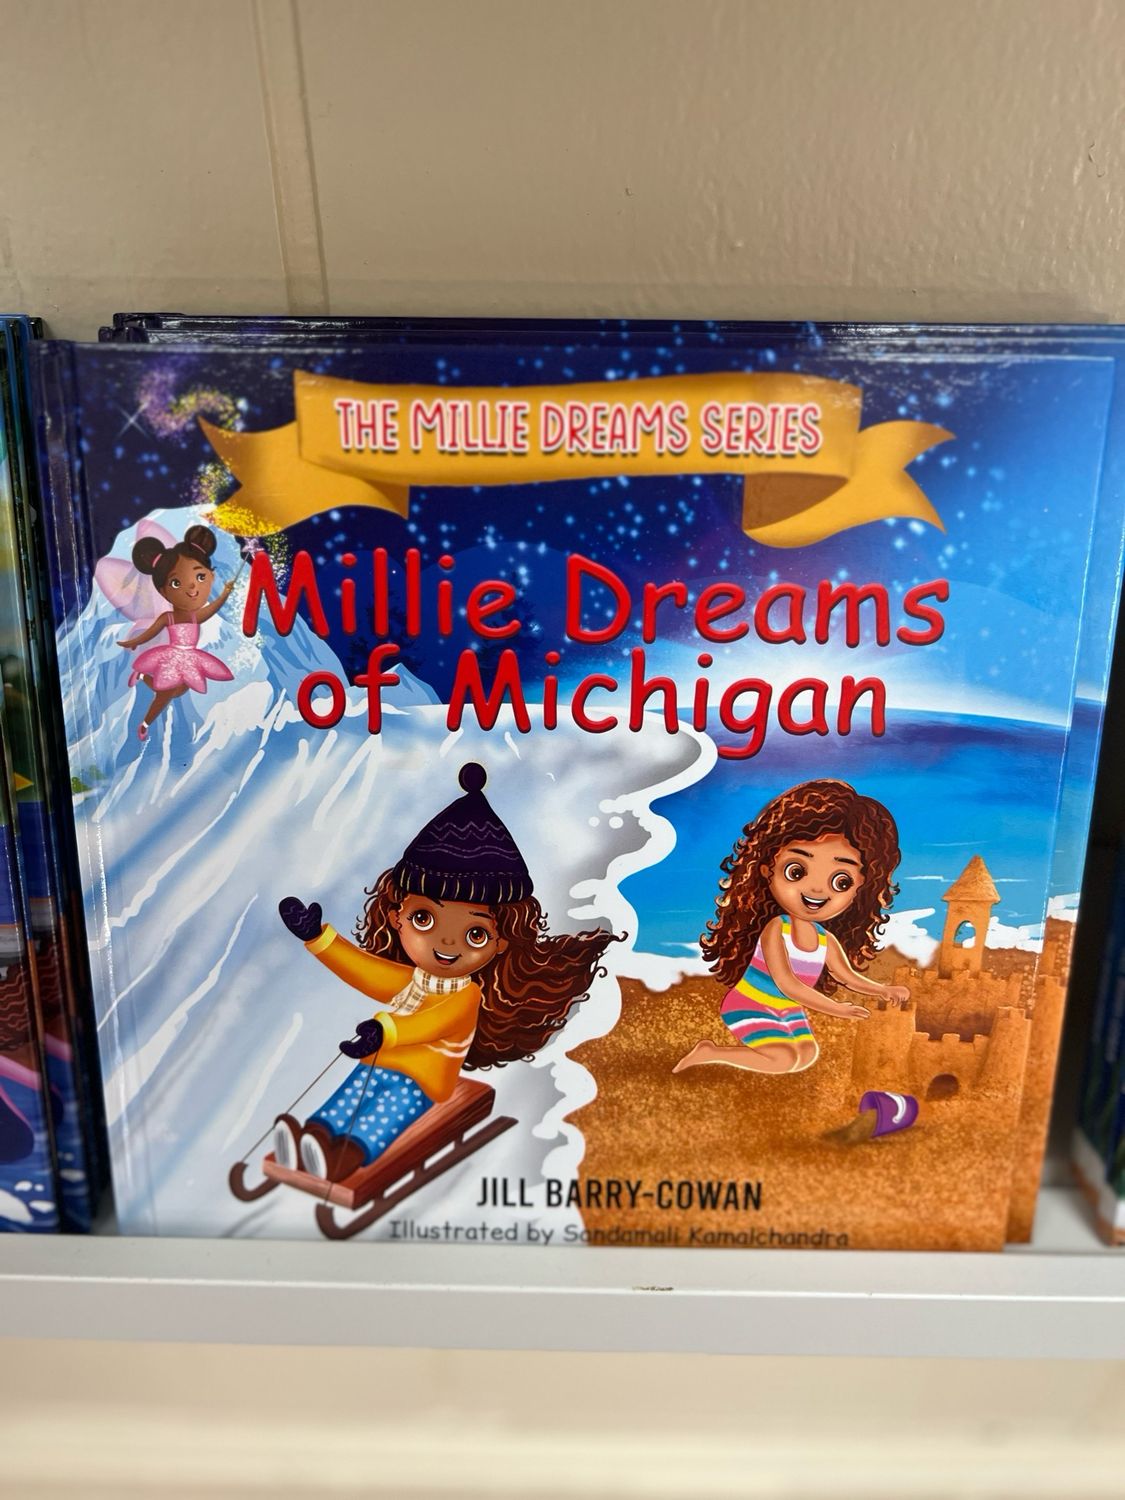 THE MILLIE DREAMS SERIES
Millie Dreams
of Michigan
JILL BARRY-COWAN
Illustrated by Sandamali Kamalchandra